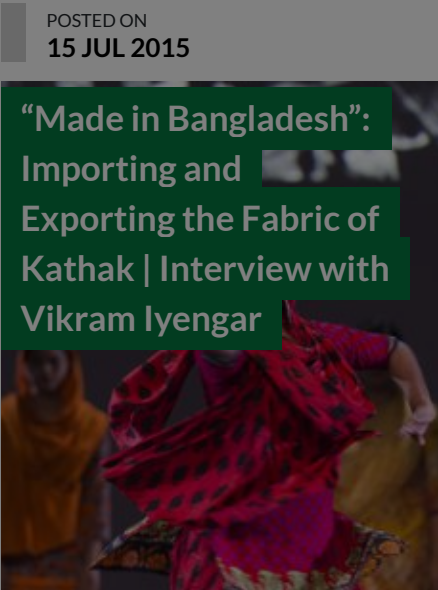 POSTED ON
15 JUL 2015
“Made in Bangladesh”:
Importing and
Exporting the Fabric of
Kathak | Interview with
Vikram Iyengar